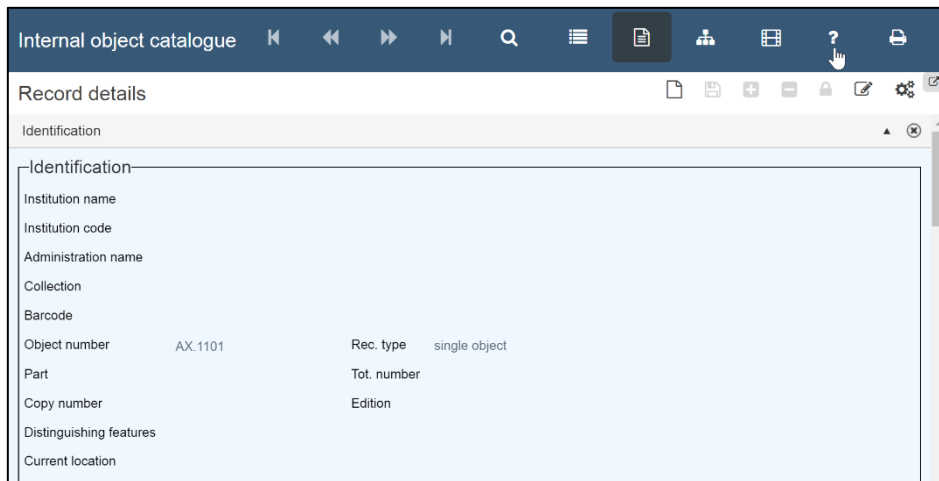 Internal object catalogue ?
Record details
Identification
Identification
Institution name
Institution code
Administration name
Collection
Barcode
Object number AX.1101 Rec. type single object
Part Tot. number
Copy number Edition
Distinguishing features
Current location